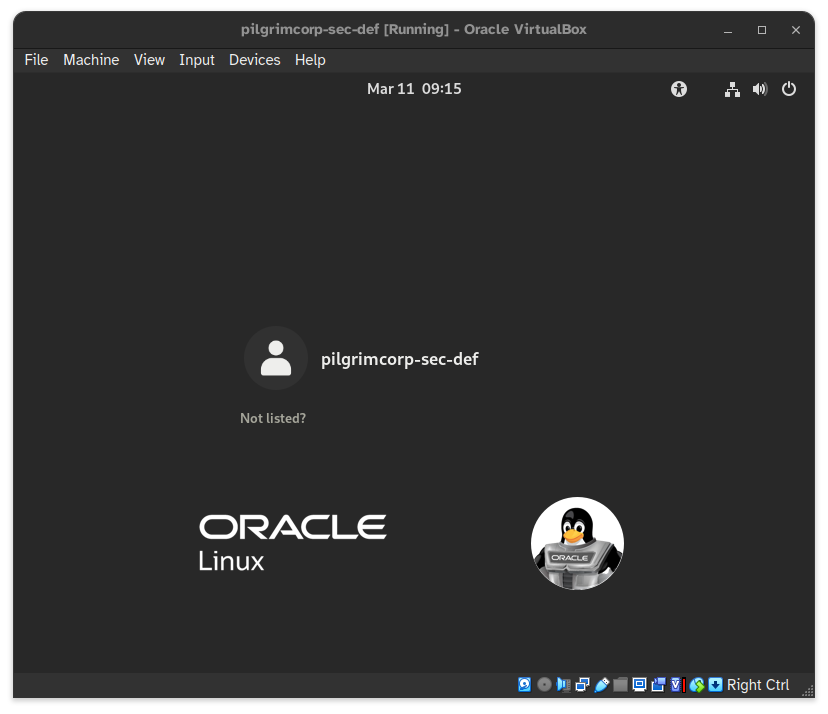 pilgrimcorp-sec-def [Running] - Oracle VirtualBox
File Machine View Input Devices Help
Mar 11 09:15
pilgrimcorp-sec-def
Not listed?
ORACLE
Linux
ORACLE
Right Ctrl